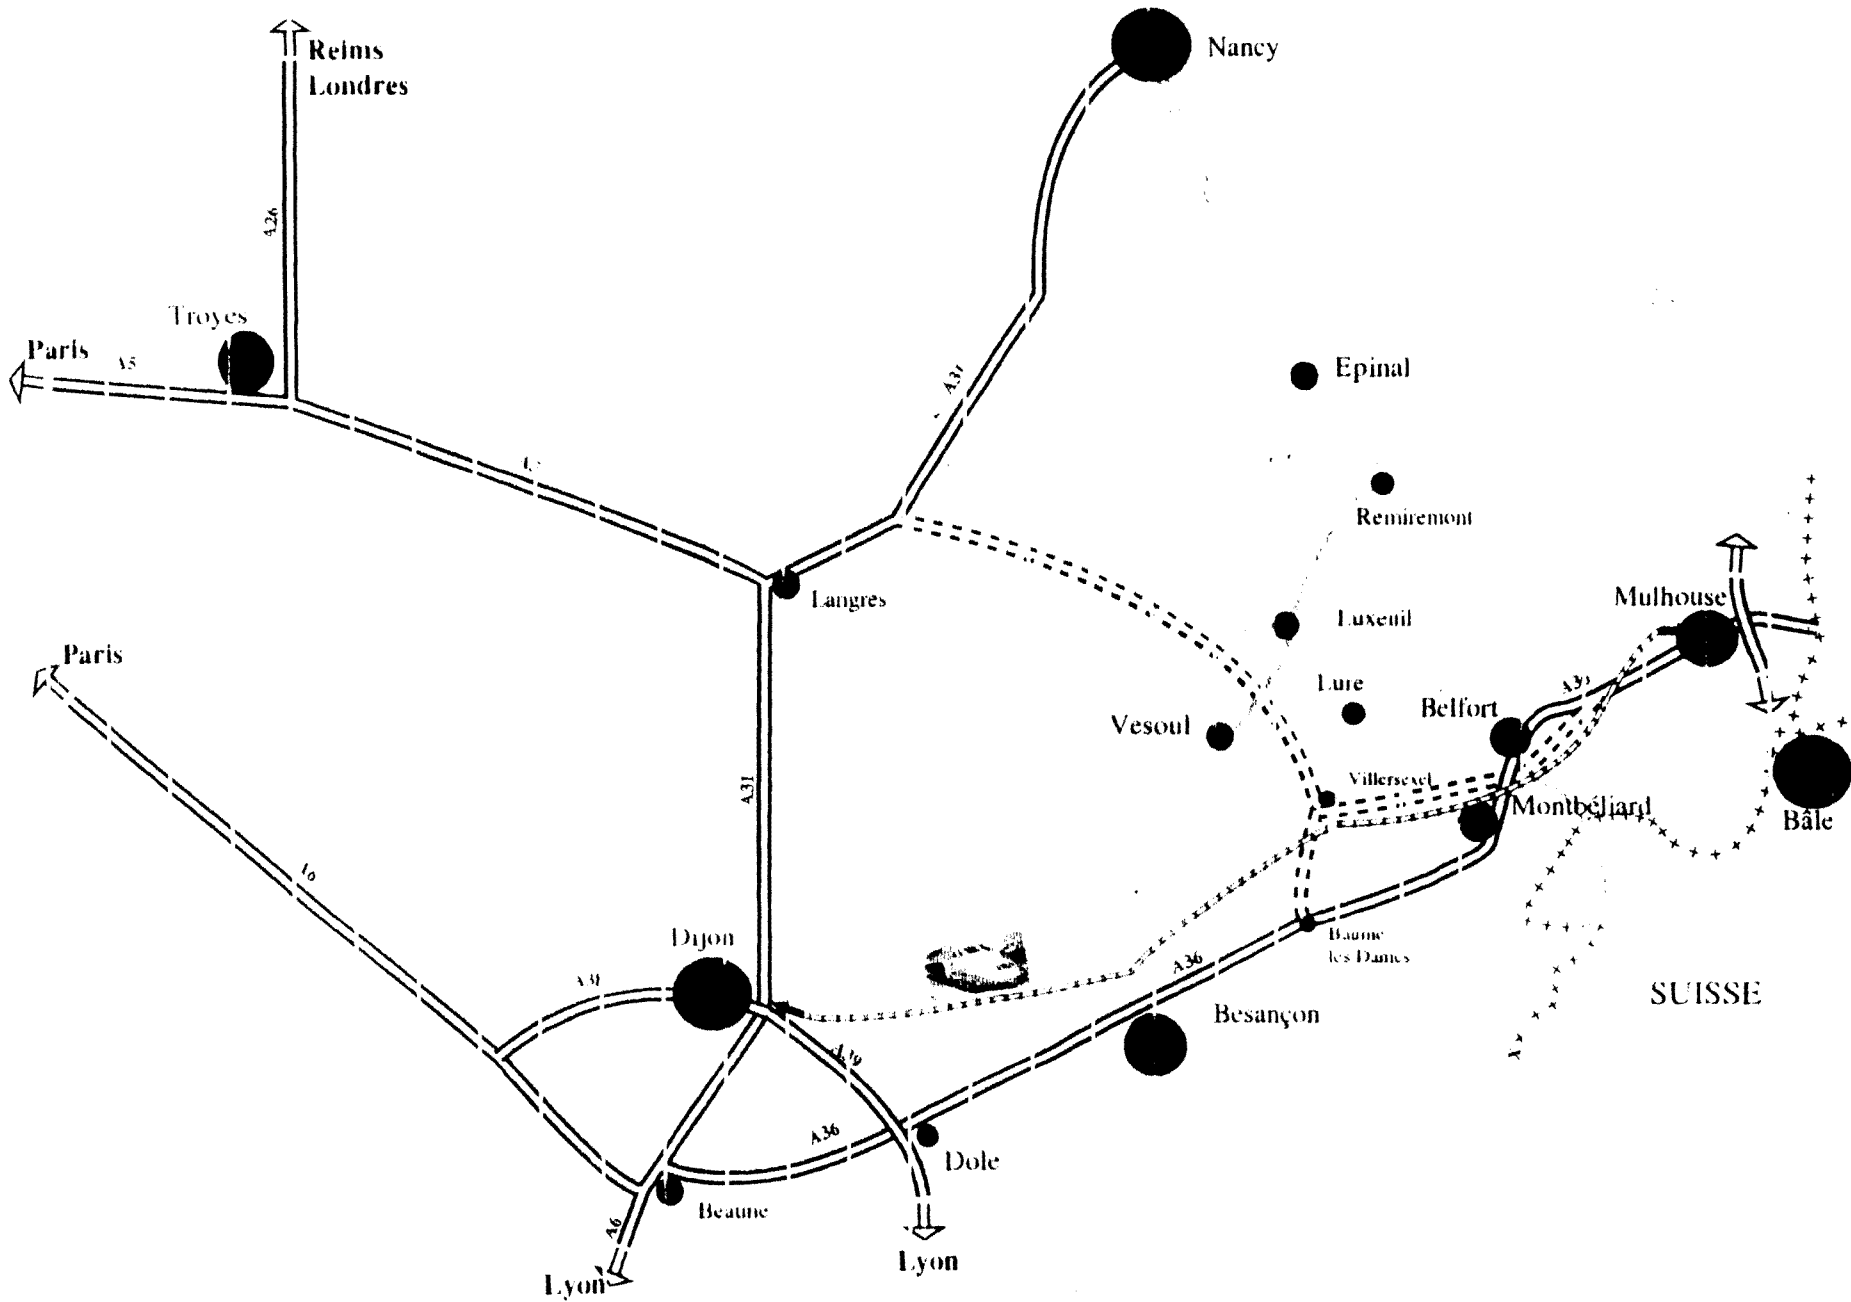 Reims
Londres
Nancy
A26
Troyes
Paris
A5
A31
Epinal
Remiremont
Langres
Luxeuil
Mulhouse
Paris
Lure
Belfort
Vesoul
A31
Villersexel
Montbéliard
Bâle
Dijon
A31
Baume
les Dames
A36
SUISSE
Besançon
A39
A36
Dole
Beaune
A6
Lyon
Lyon